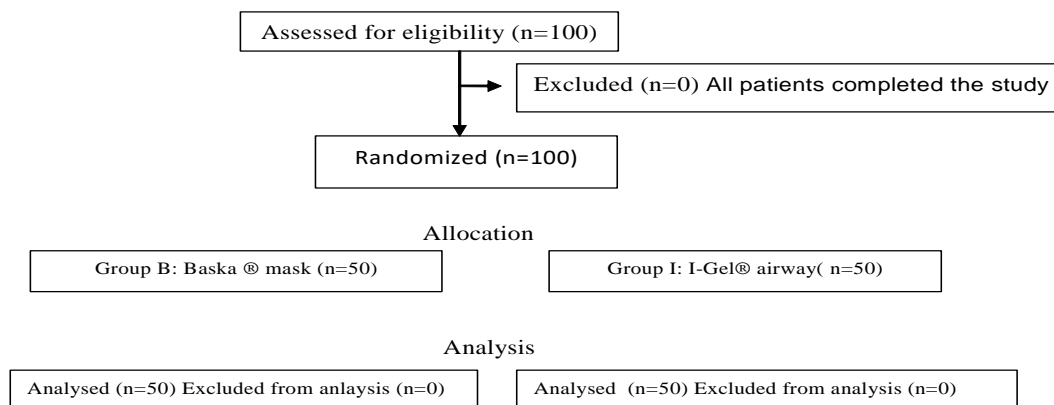 Assessed for eligibility (n=100)
Excluded (n=0) All patients completed the study
Randomized (n=100)
Allocation
Group B: Baska ® mask (n=50)
Group I: I-Gel® airway( n=50)
Analysis
Analysed (n=50) Excluded from anlaysis (n=0)
Analysed (n=50) Excluded from analysis (n=0)